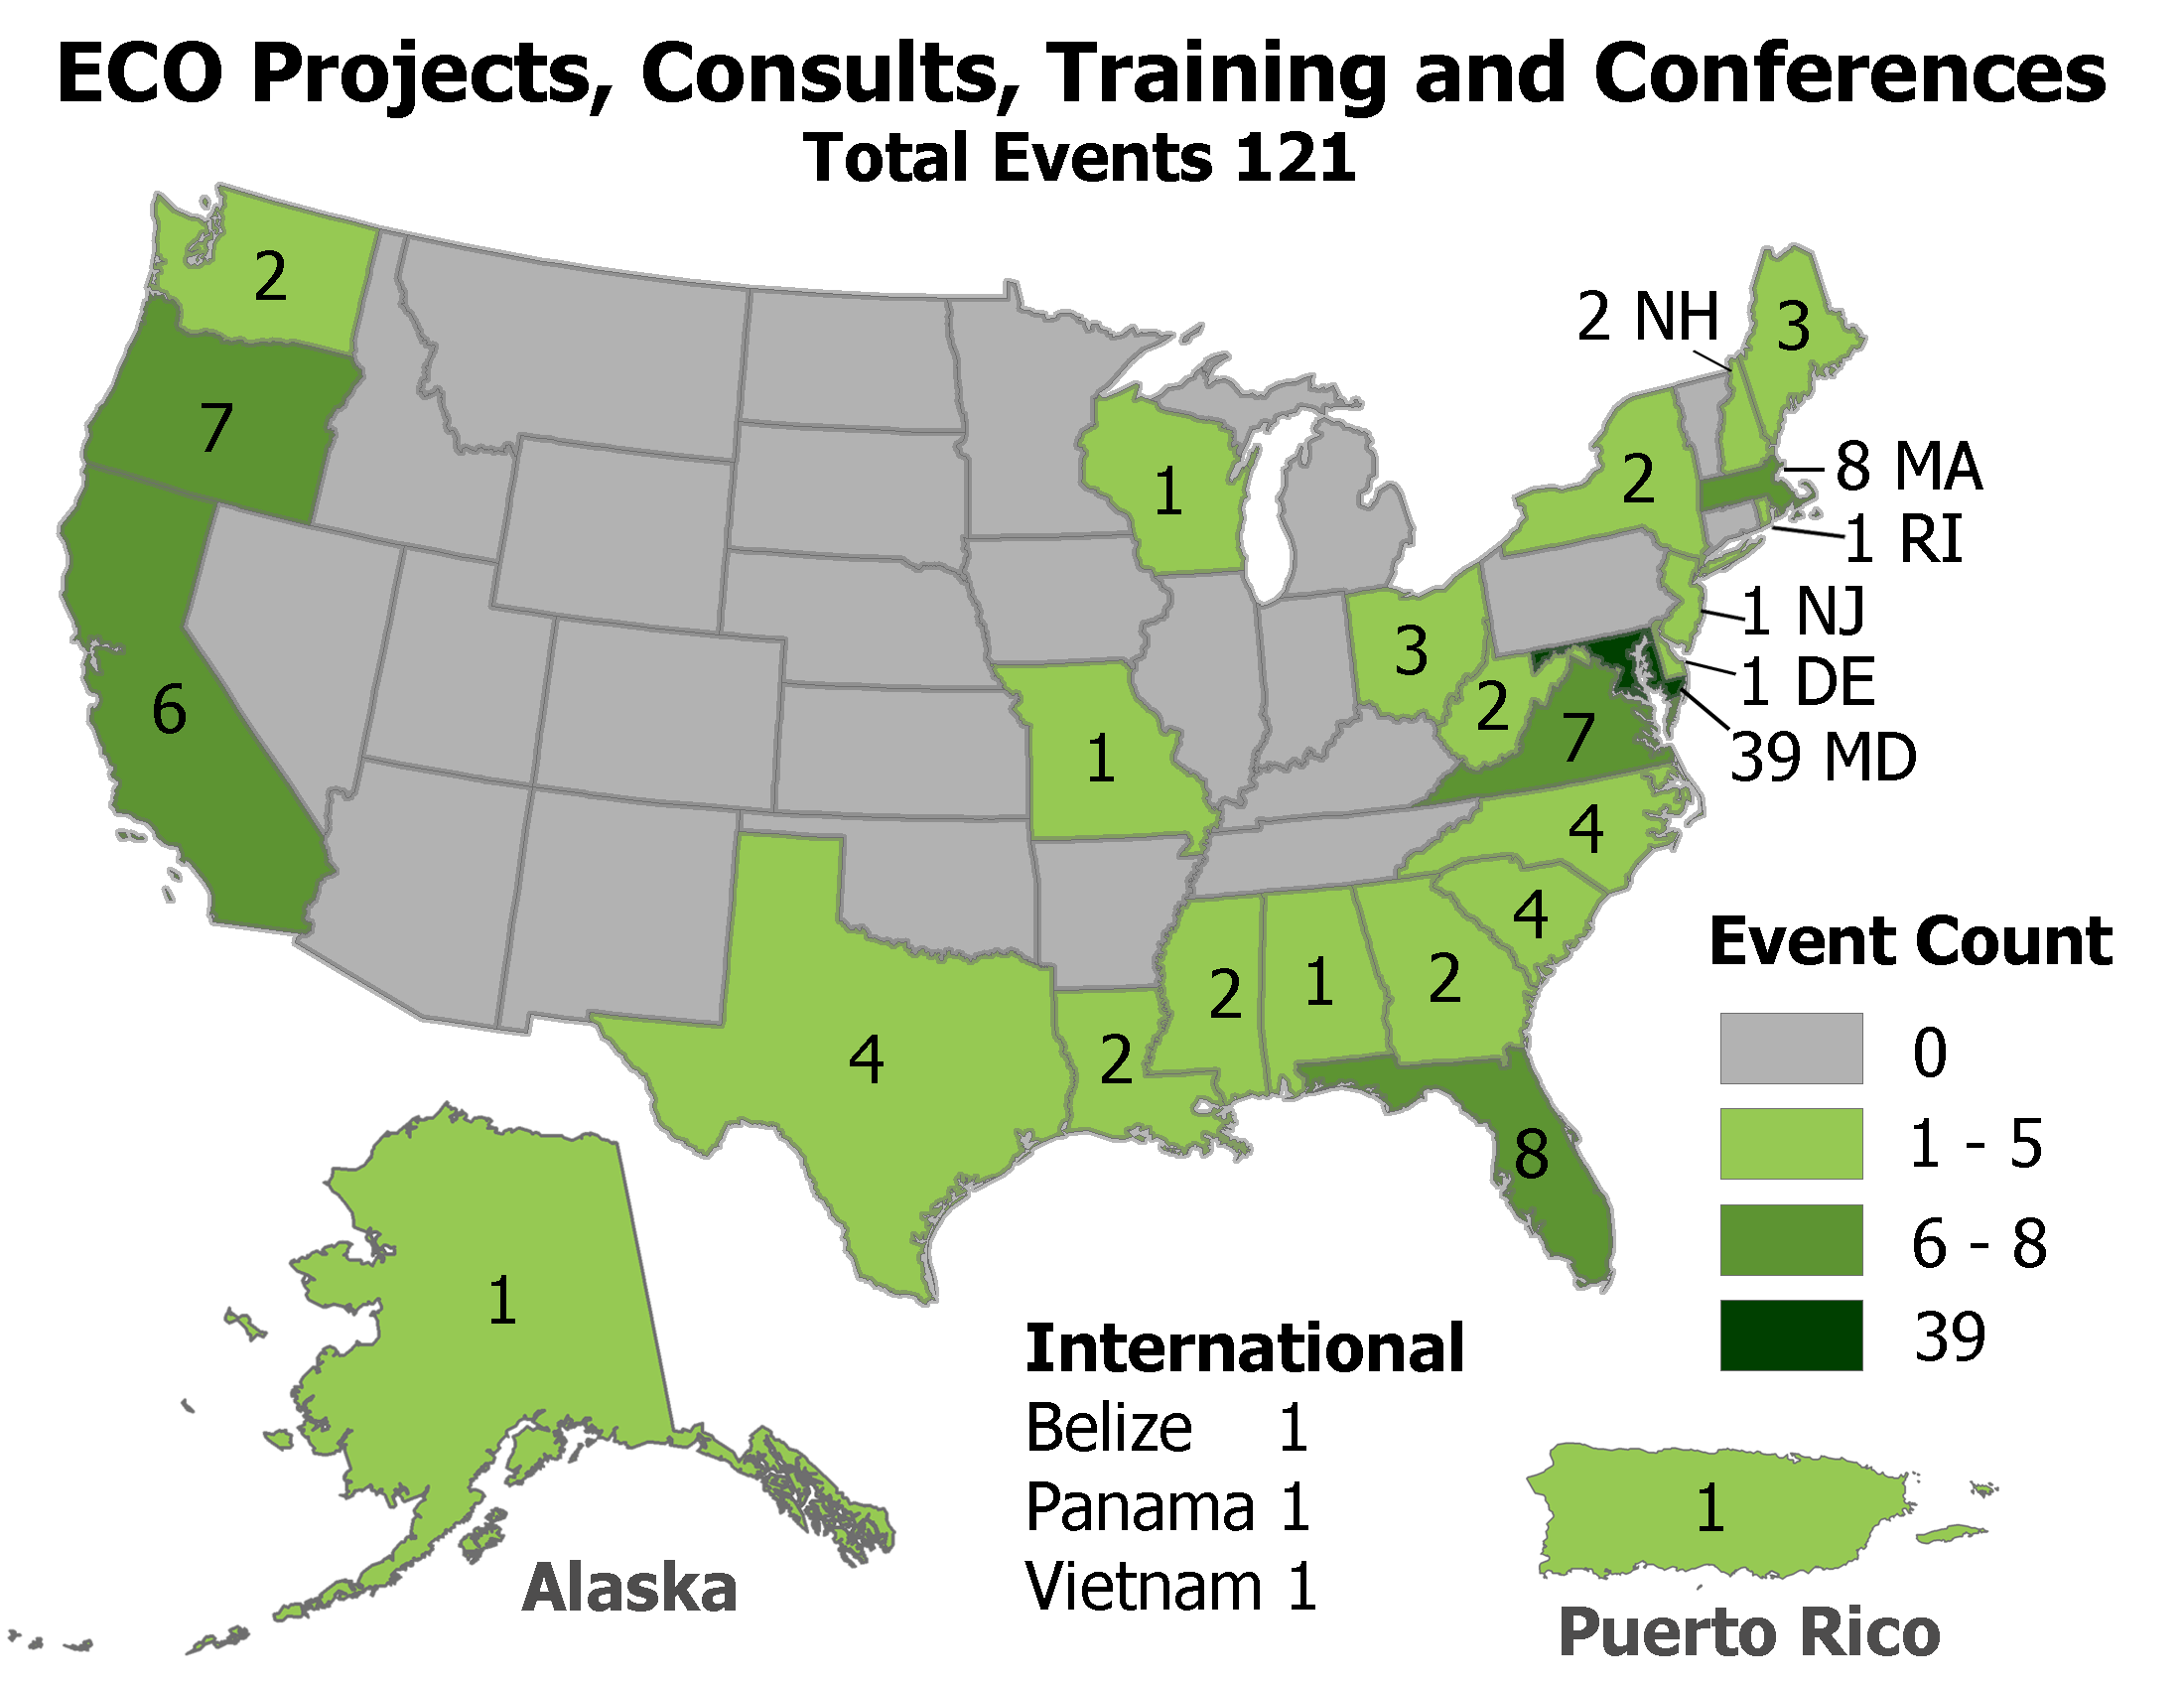 ECO Projects, Consults, Training and Conferences
Total Events 121
2
7
6
1
1
4
2
2
1
2
8
4
4
7
2
3
2
3
2 NH
8 MA
1 RI
1 NJ
1 DE
39 MD
Event Count
0
1 - 5
6 - 8
39
1
Alaska
International
Belize 1
Panama 1
Vietnam 1
1
Puerto Rico